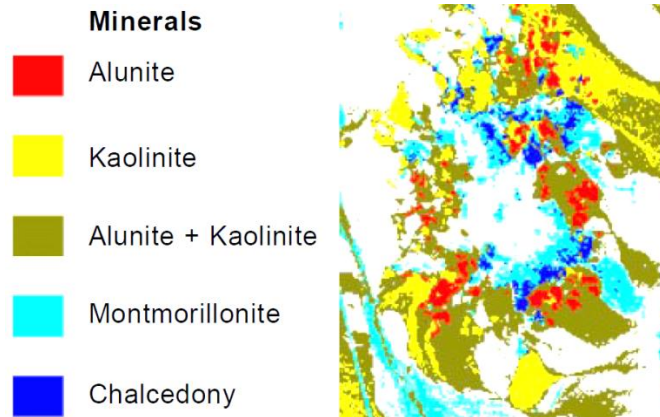 Minerals
Alunite
Kaolinite
Alunite + Kaolinite
Montmorillonite
Chalcedony